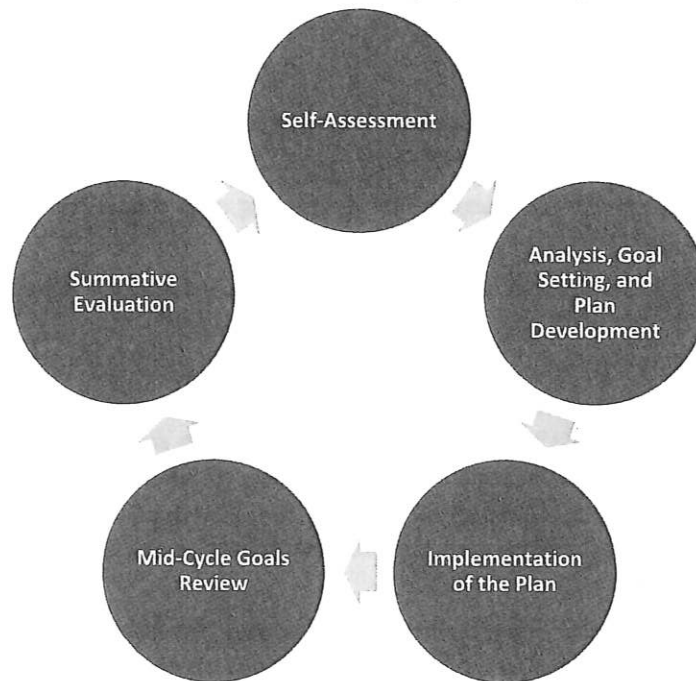 Self-Assessment
Analysis, Goal
Setting, and
Plan
Development
Implementation
of the Plan
Mid-Cycle Goals
Review
Summative
Evaluation